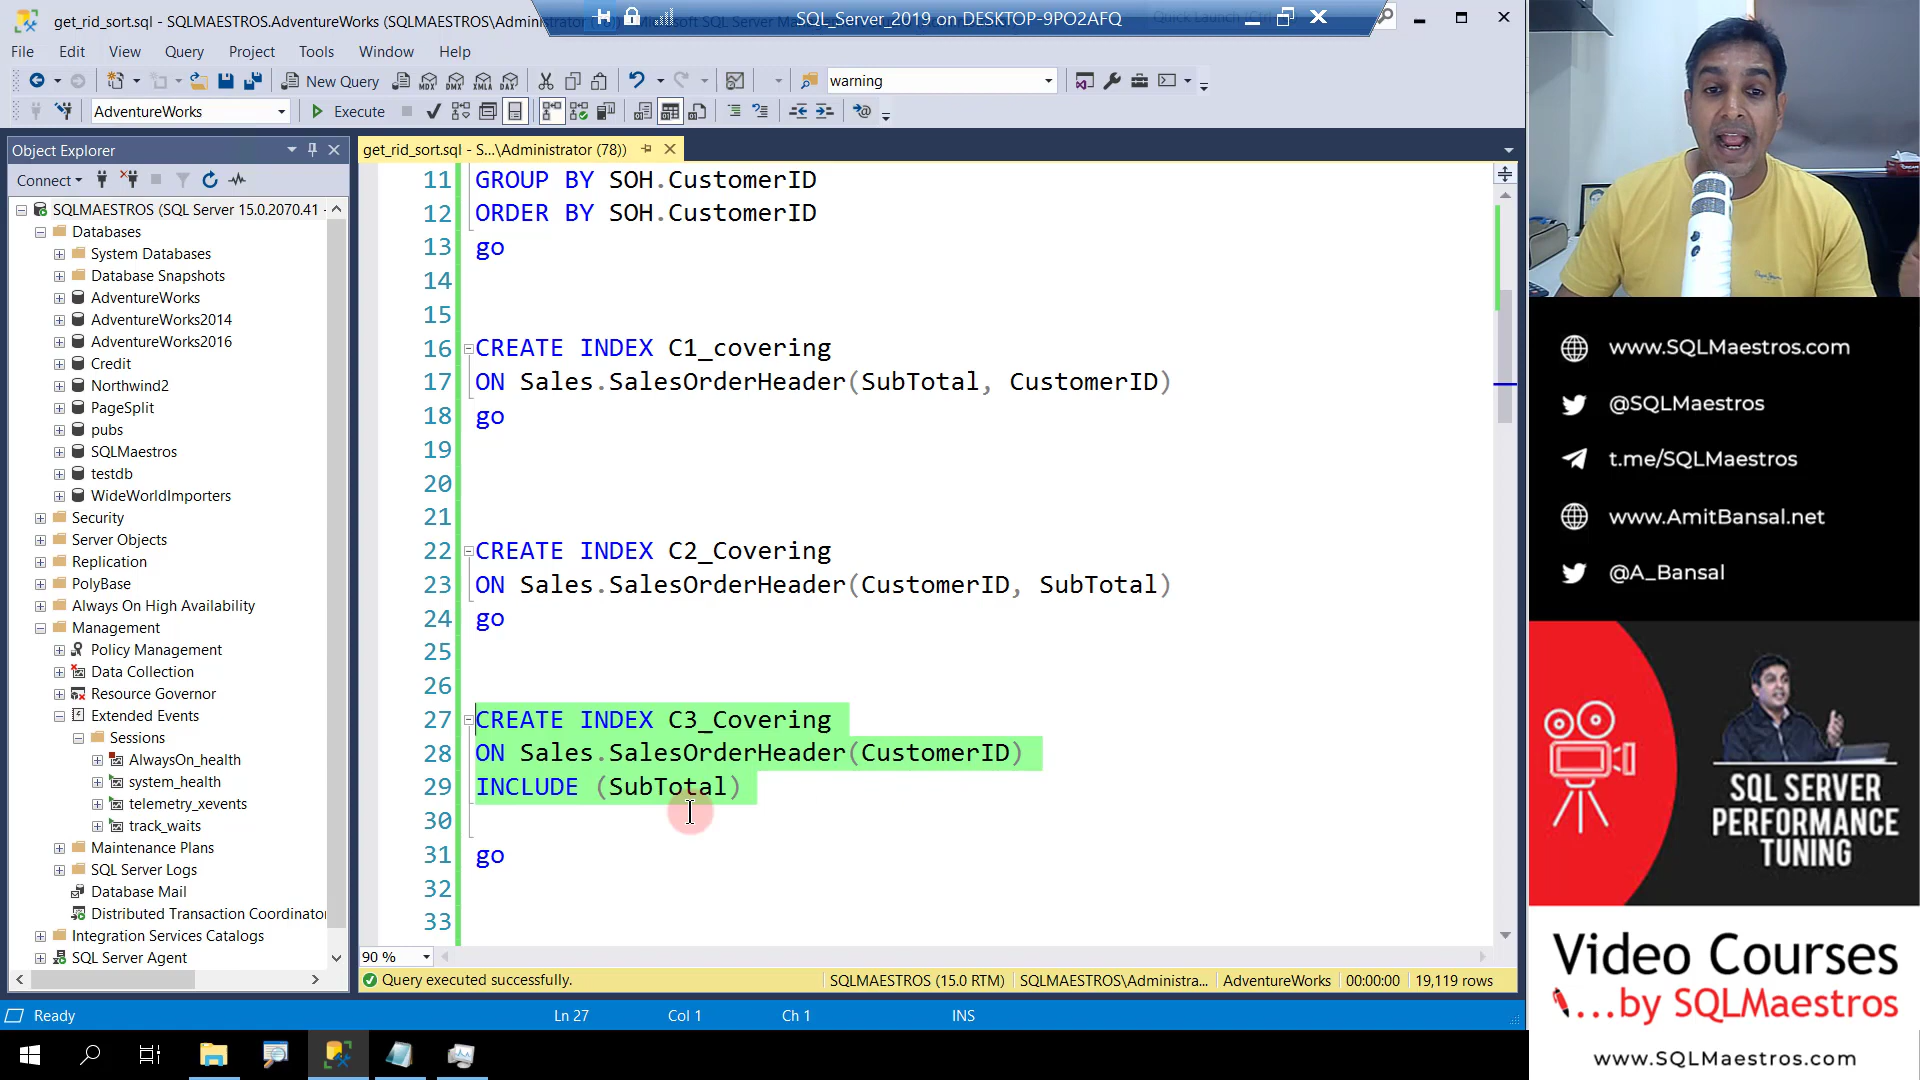 get_rid_sort.sql - SQLMAESTROS.AdventureWorks (SQLMAESTROS\Administrator
SQL_Server_2019 on DESKTOP-9PO2AFQ
File Edit View Query Project Tools Window Help
New Query
MDX DMX XMLA DAX
warning
AdventureWorks
Execute
Object Explorer
Connect
SQLMAESTROS (SQL Server 15.0.2070.41 -
Databases
System Databases
Database Snapshots
AdventureWorks
AdventureWorks2014
AdventureWorks2016
Credit
Northwind2
PageSplit
pubs
SQLMaestros
testdb
WideWorldImporters
Security
Server Objects
Replication
PolyBase
Always On High Availability
Management
Policy Management
Data Collection
Resource Governor
Extended Events
Sessions
AlwaysOn_health
system_health
telemetry_xevents
track_waits
Maintenance Plans
SQL Server Logs
Database Mail
Distributed Transaction Coordinator
Integration Services Catalogs
SQL Server Agent
get_rid_sort.sql - S...\Administrator (78))
11 GROUP BY SOH.CustomerID
12 ORDER BY SOH.CustomerID
13 go
14
15
16 CREATE INDEX C1_covering
17 ON Sales.SalesOrderHeader(SubTotal, CustomerID)
18 go
19
20
21
22 CREATE INDEX C2_Covering
23 ON Sales.SalesOrderHeader(CustomerID, SubTotal)
24 go
25
26
27 CREATE INDEX C3_Covering
28 ON Sales.SalesOrderHeader(CustomerID)
29 INCLUDE (SubTotal)
30
31 go
32
33
90 %
Query executed successfully.
SQLMAESTROS (15.0 RTM) SQLMAESTROS\Administra... AdventureWorks 00:00:00 19,119 rows
Ready Ln 27 Col 1 Ch 1 INS
www.SQLMaestros.com
@SQLMaestros
t.me/SQLMaestros
www.AmitBansal.net
@A_Bansal
SQL SERVER
PERFORMANCE
TUNING
Video Courses
...by SQLMaestros
www.SQLMaestros.com